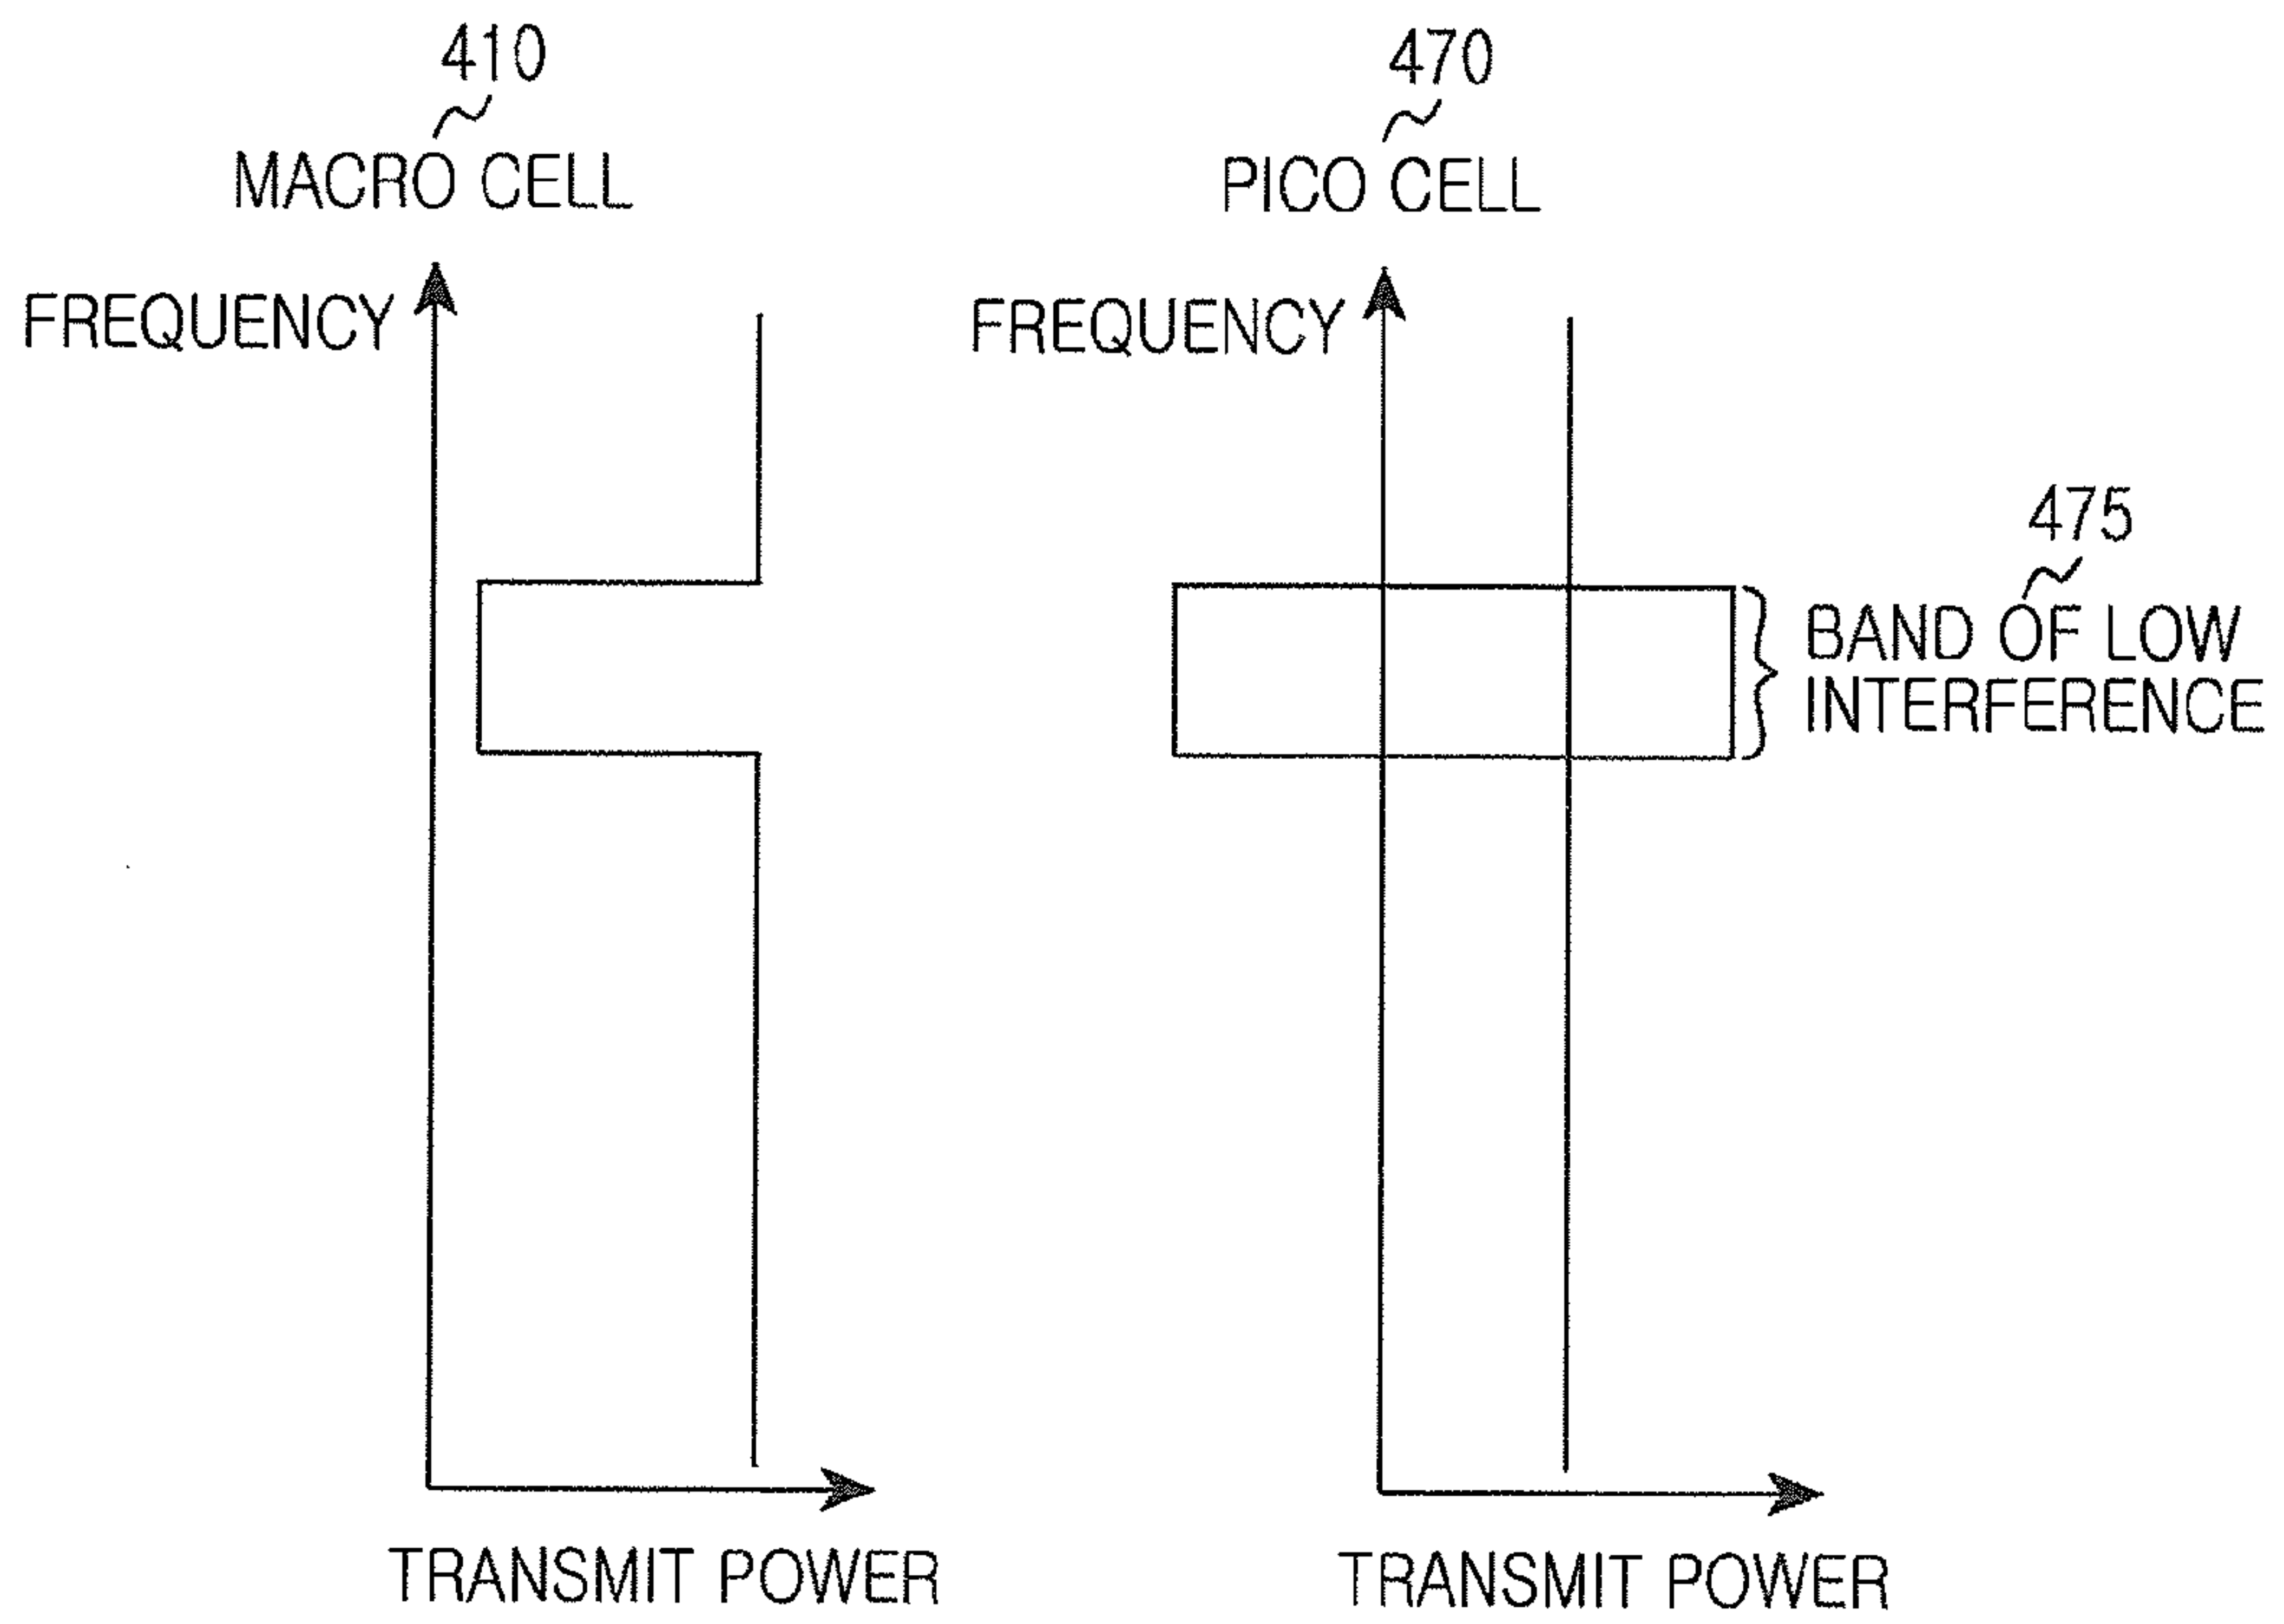 410
MACRO CELL
FREQUENCY
TRANSMIT POWER
470
PICO CELL
FREQUENCY
475
BAND OF LOW
INTERFERENCE
TRANSMIT POWER